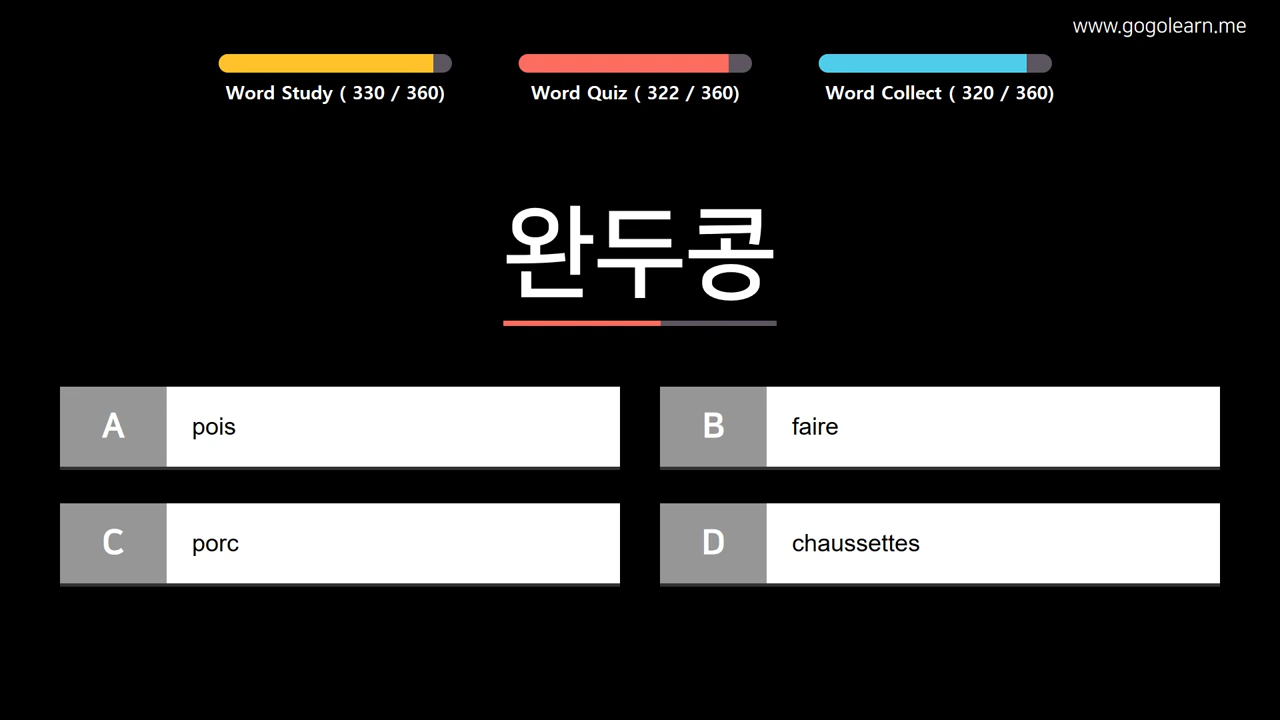 www.gogolearn.me
Word Study ( 330 / 360)
Word Quiz ( 322 / 360)
Word Collect ( 320 / 360)
완두콩
A pois
B faire
C porc
D chaussettes